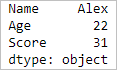 Name Alex
Age 22
Score 31
dtype: object